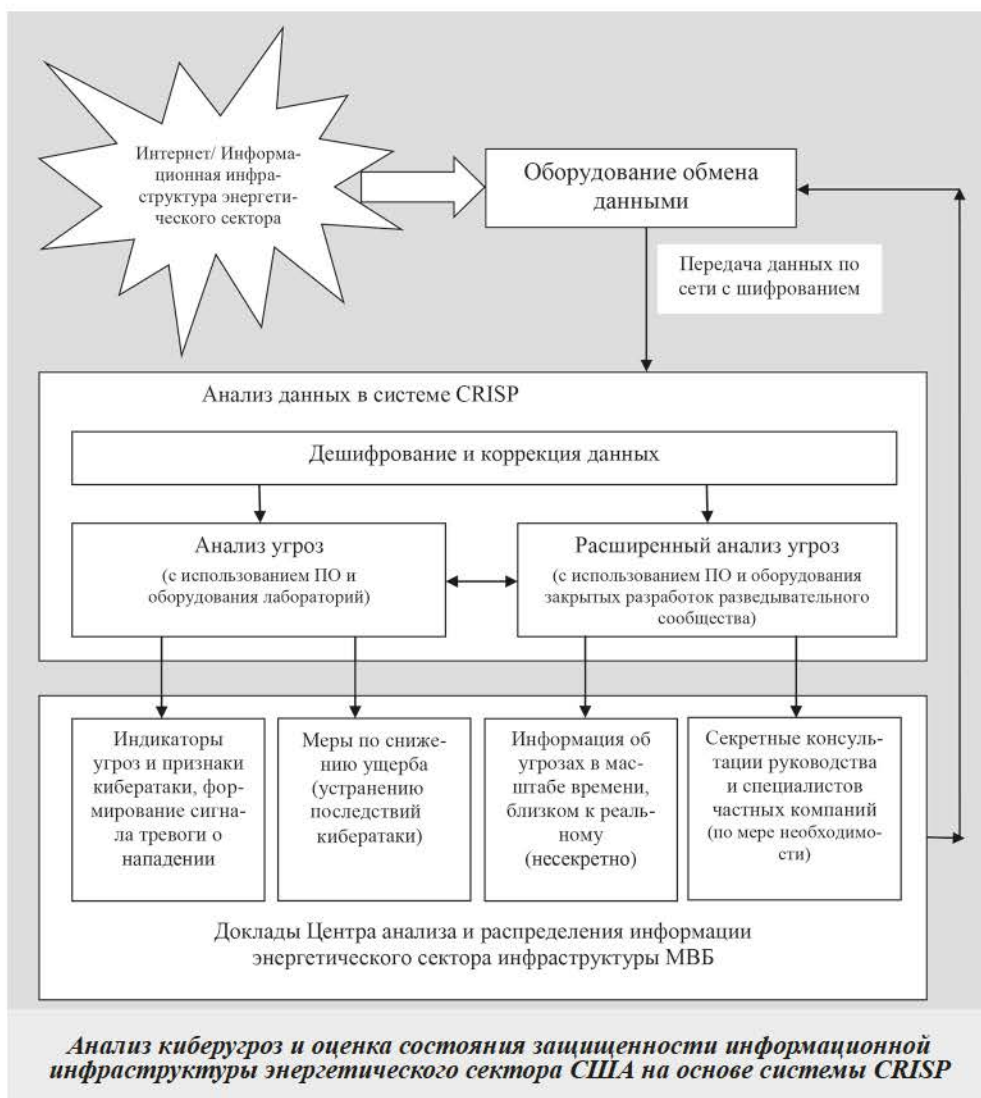 Интернет/ Информа-
ционная инфра-
структура энергети-
ческого сектора
Оборудование обмена
данными
Передача данных по
сети с шифрованием
Анализ данных в системе CRISP
Дешифрование и коррекция данных
Анализ угроз
(с использованием ПО и
оборудования лабораторий)
Расширенный анализ угроз
(с использованием ПО и оборудования
закрытых разработок разведывательного
сообщества)
Индикаторы
угроз и признаки
кибератаки, фор-
мирование сигна-
ла тревоги о
нападении
Меры по сниже-
нию ущерба
(устранению
последствий
кибератаки)
Информация об
угрозах в мас-
штабе времени,
близком к реаль-
ному
(несекретно)
Секретные консуль-
тации руководства
и специалистов
частных компаний
(по мере необходимо-
сти)
Доклады Центра анализа и распределения информации
энергетического сектора инфраструктуры МВБ
Анализ киберугроз и оценка состояния защищенности информационной
инфраструктуры энергетического сектора США на основе системы CRISP